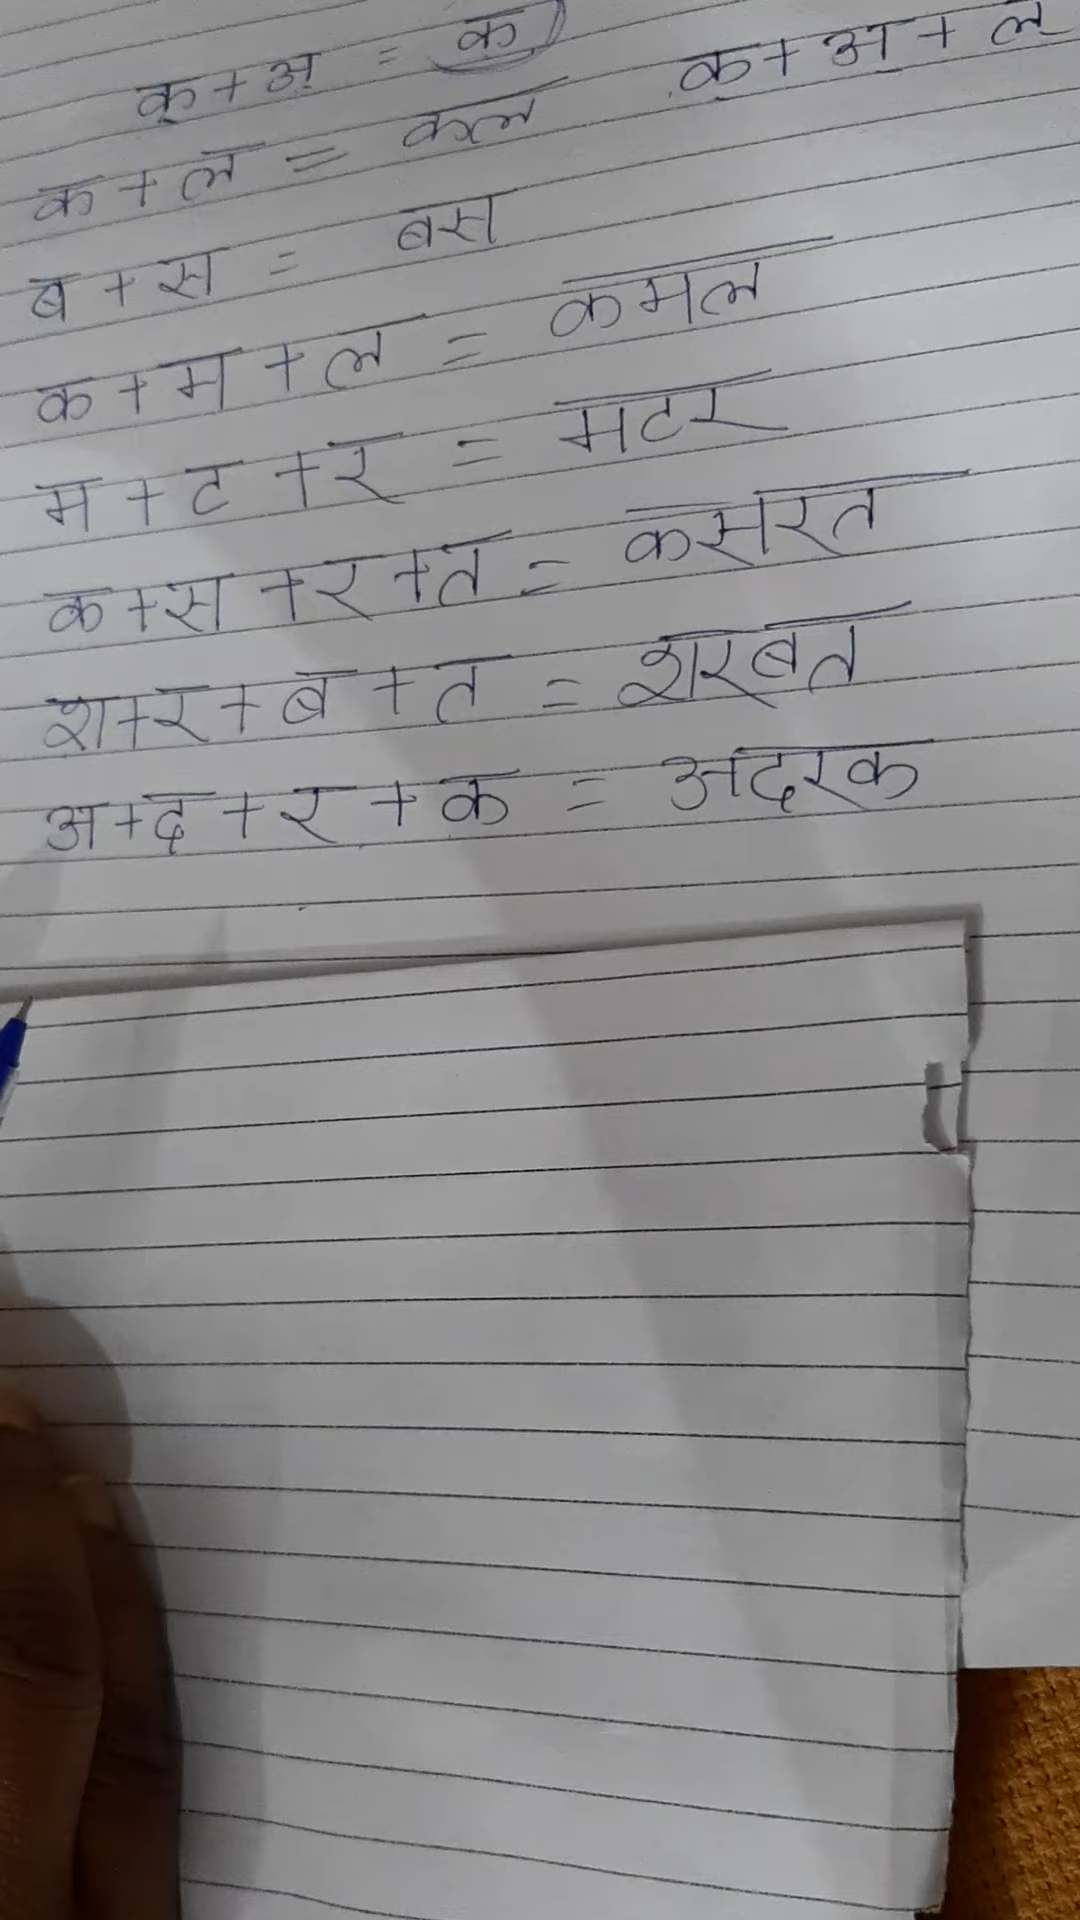 क् + अ = क
क् + अ + ल
क + ल = कल
ब + स = बस
क + म + ल = कमल
म + ट + र = मटर
क + स + र + त = कसरत
श + र + ब + त = शरबत
अ + द + र + क = अदरक